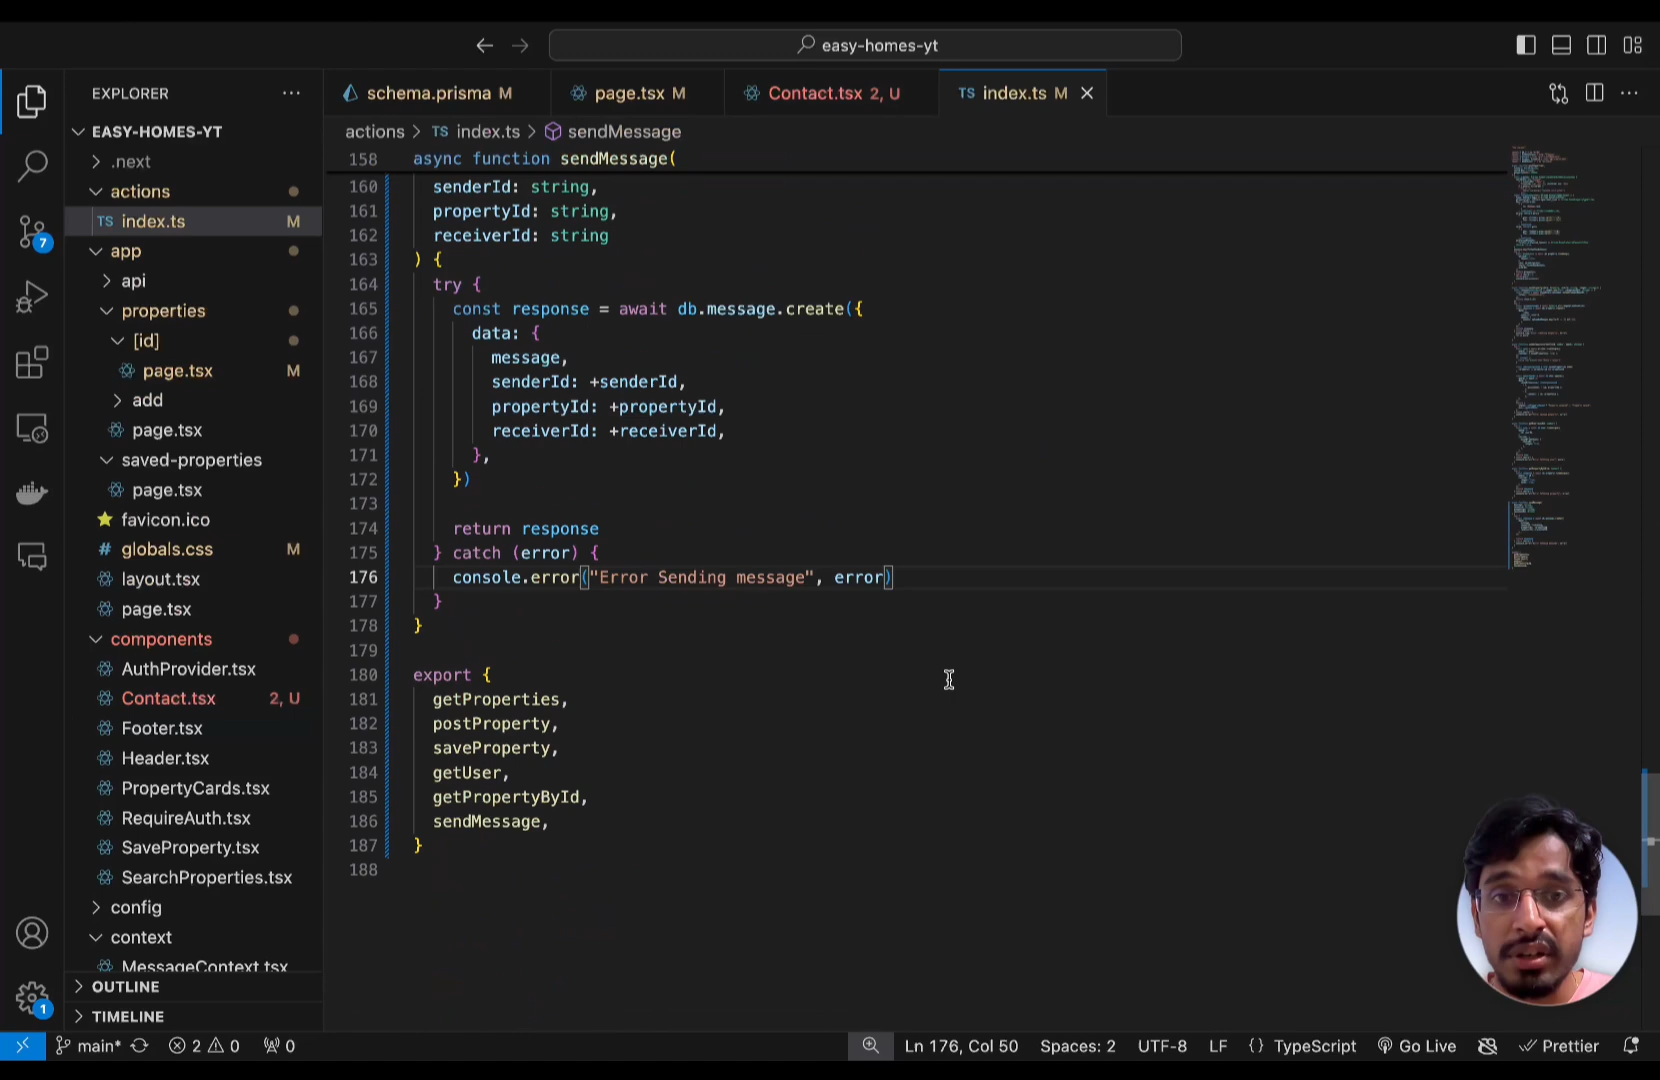 easy-homes-yt
EXPLORER
schema.prisma M
page.tsx M
Contact.tsx 2, U
TS index.ts M
EASY-HOMES-YT
actions > TS index.ts > sendMessage
.next
actions
TS index.ts M
app
api
properties
[id]
page.tsx M
add
page.tsx
saved-properties
page.tsx
favicon.ico
# globals.css M
layout.tsx
page.tsx
components
AuthProvider.tsx
Contact.tsx 2, U
Footer.tsx
Header.tsx
PropertyCards.tsx
RequireAuth.tsx
SaveProperty.tsx
SearchProperties.tsx
config
context
MessageContext.tsx
OUTLINE
TIMELINE
7
1
158 async function sendMessage(
160 senderId: string,
161 propertyId: string,
162 receiverId: string
163 ) {
164 try {
165 const response = await db.message.create({
166 data: {
167 message,
168 senderId: +senderId,
169 propertyId: +propertyId,
170 receiverId: +receiverId,
171 },
172 })
173
174 return response
175 } catch (error) {
176 console.error("Error Sending message", error)
177 }
178 }
179
180 export {
181 getProperties,
182 postProperty,
183 saveProperty,
184 getUser,
185 getPropertyById,
186 sendMessage,
187 }
188
main* 2 0 0 Ln 176, Col 50 Spaces: 2 UTF-8 LF {} TypeScript Go Live Prettier